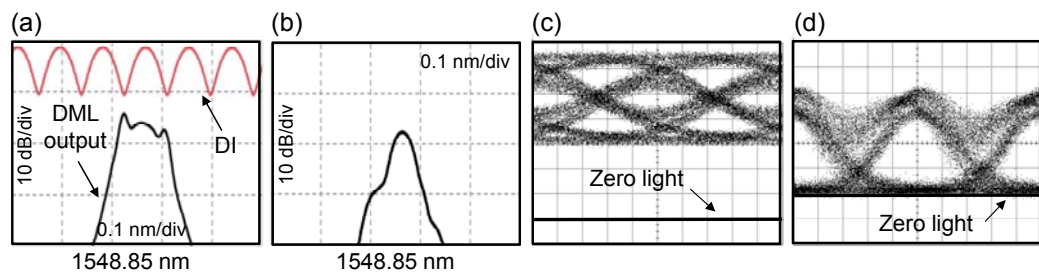 (a)
10 dB/div
DML
output
DI
0.1 nm/div
1548.85 nm
(b)
0.1 nm/div
10 dB/div
1548.85 nm
(c)
Zero light
(d)
Zero light